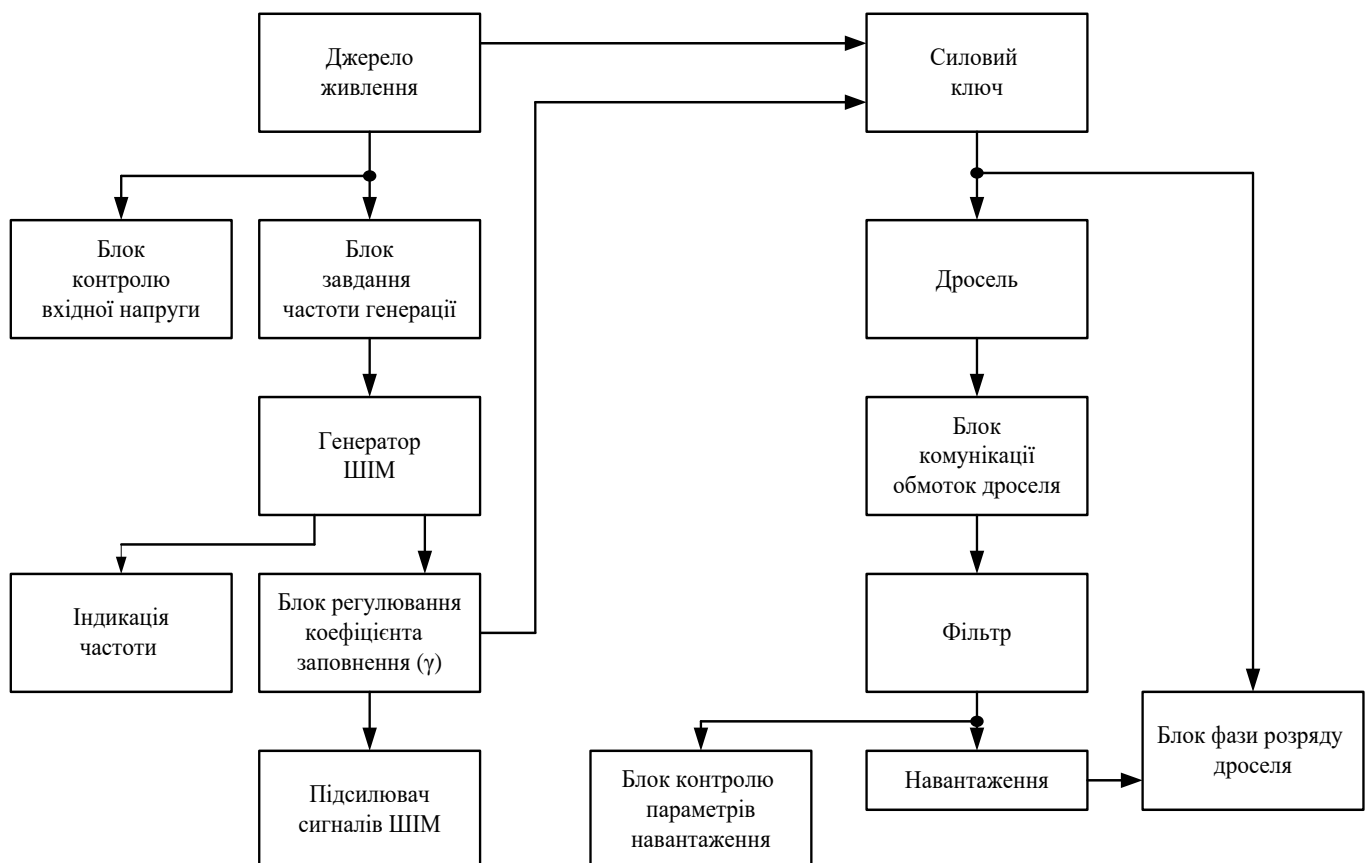 Джерело
живлення
Силовий
ключ
Блок
контролю
вхідної напруги
Блок
завдання
частоти генерації
Дросель
Генератор
ШІМ
Блок
комунікації
обмоток дроселя
Індикація
частоти
Блок регулювання
коефіцієнта
заповнення (γ)
Фільтр
Підсилювач
сигналів ШІМ
Блок контролю
параметрів
навантаження
Навантаження
Блок фази розряду
дроселя